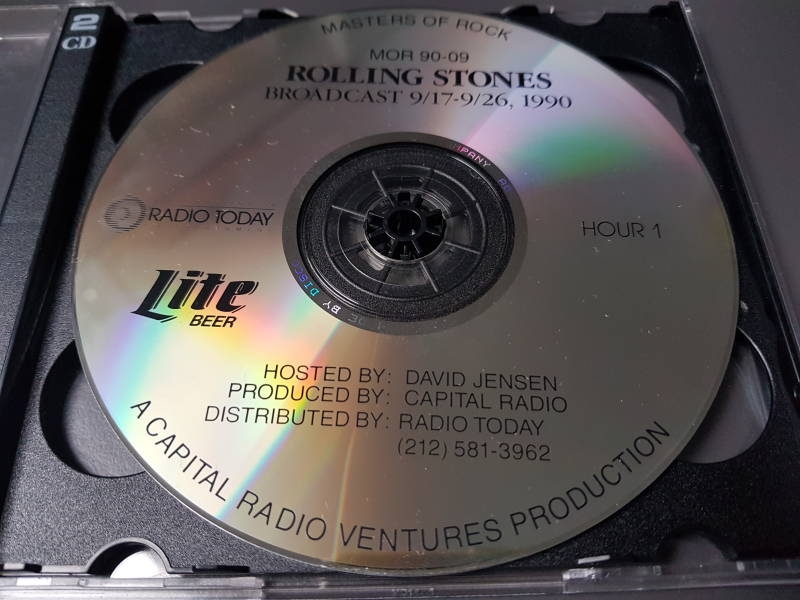 2
CD
MASTERS OF ROCK
MOR 90-09
ROLLING STONES
BROADCAST 9/17-9/26, 1990
RADIO TODAY
HOUR 1
Lite
BEER
HOSTED BY: DAVID JENSEN
PRODUCED BY: CAPITAL RADIO
DISTRIBUTED BY: RADIO TODAY
(212) 581-3962
A CAPITAL RADIO VENTURES PRODUCTION